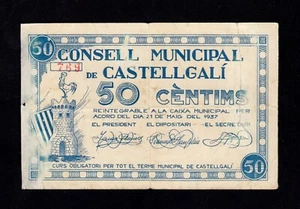 50
CONSELL MUNICIPAL
769
DE CASTELLGALÍ
50 CÈNTIMS
REINTEGRABLE A LA CAIXA MUNICIPAL PER
ACORD DEL DIA 21 DE MAIG DEL 1937
EL PRESIDENT EL DIPOSITARI EL SECRETARI
CURS OBLIGATORI PER TOT EL TERME MUNICIPAL DE CASTELLGALÍ
50